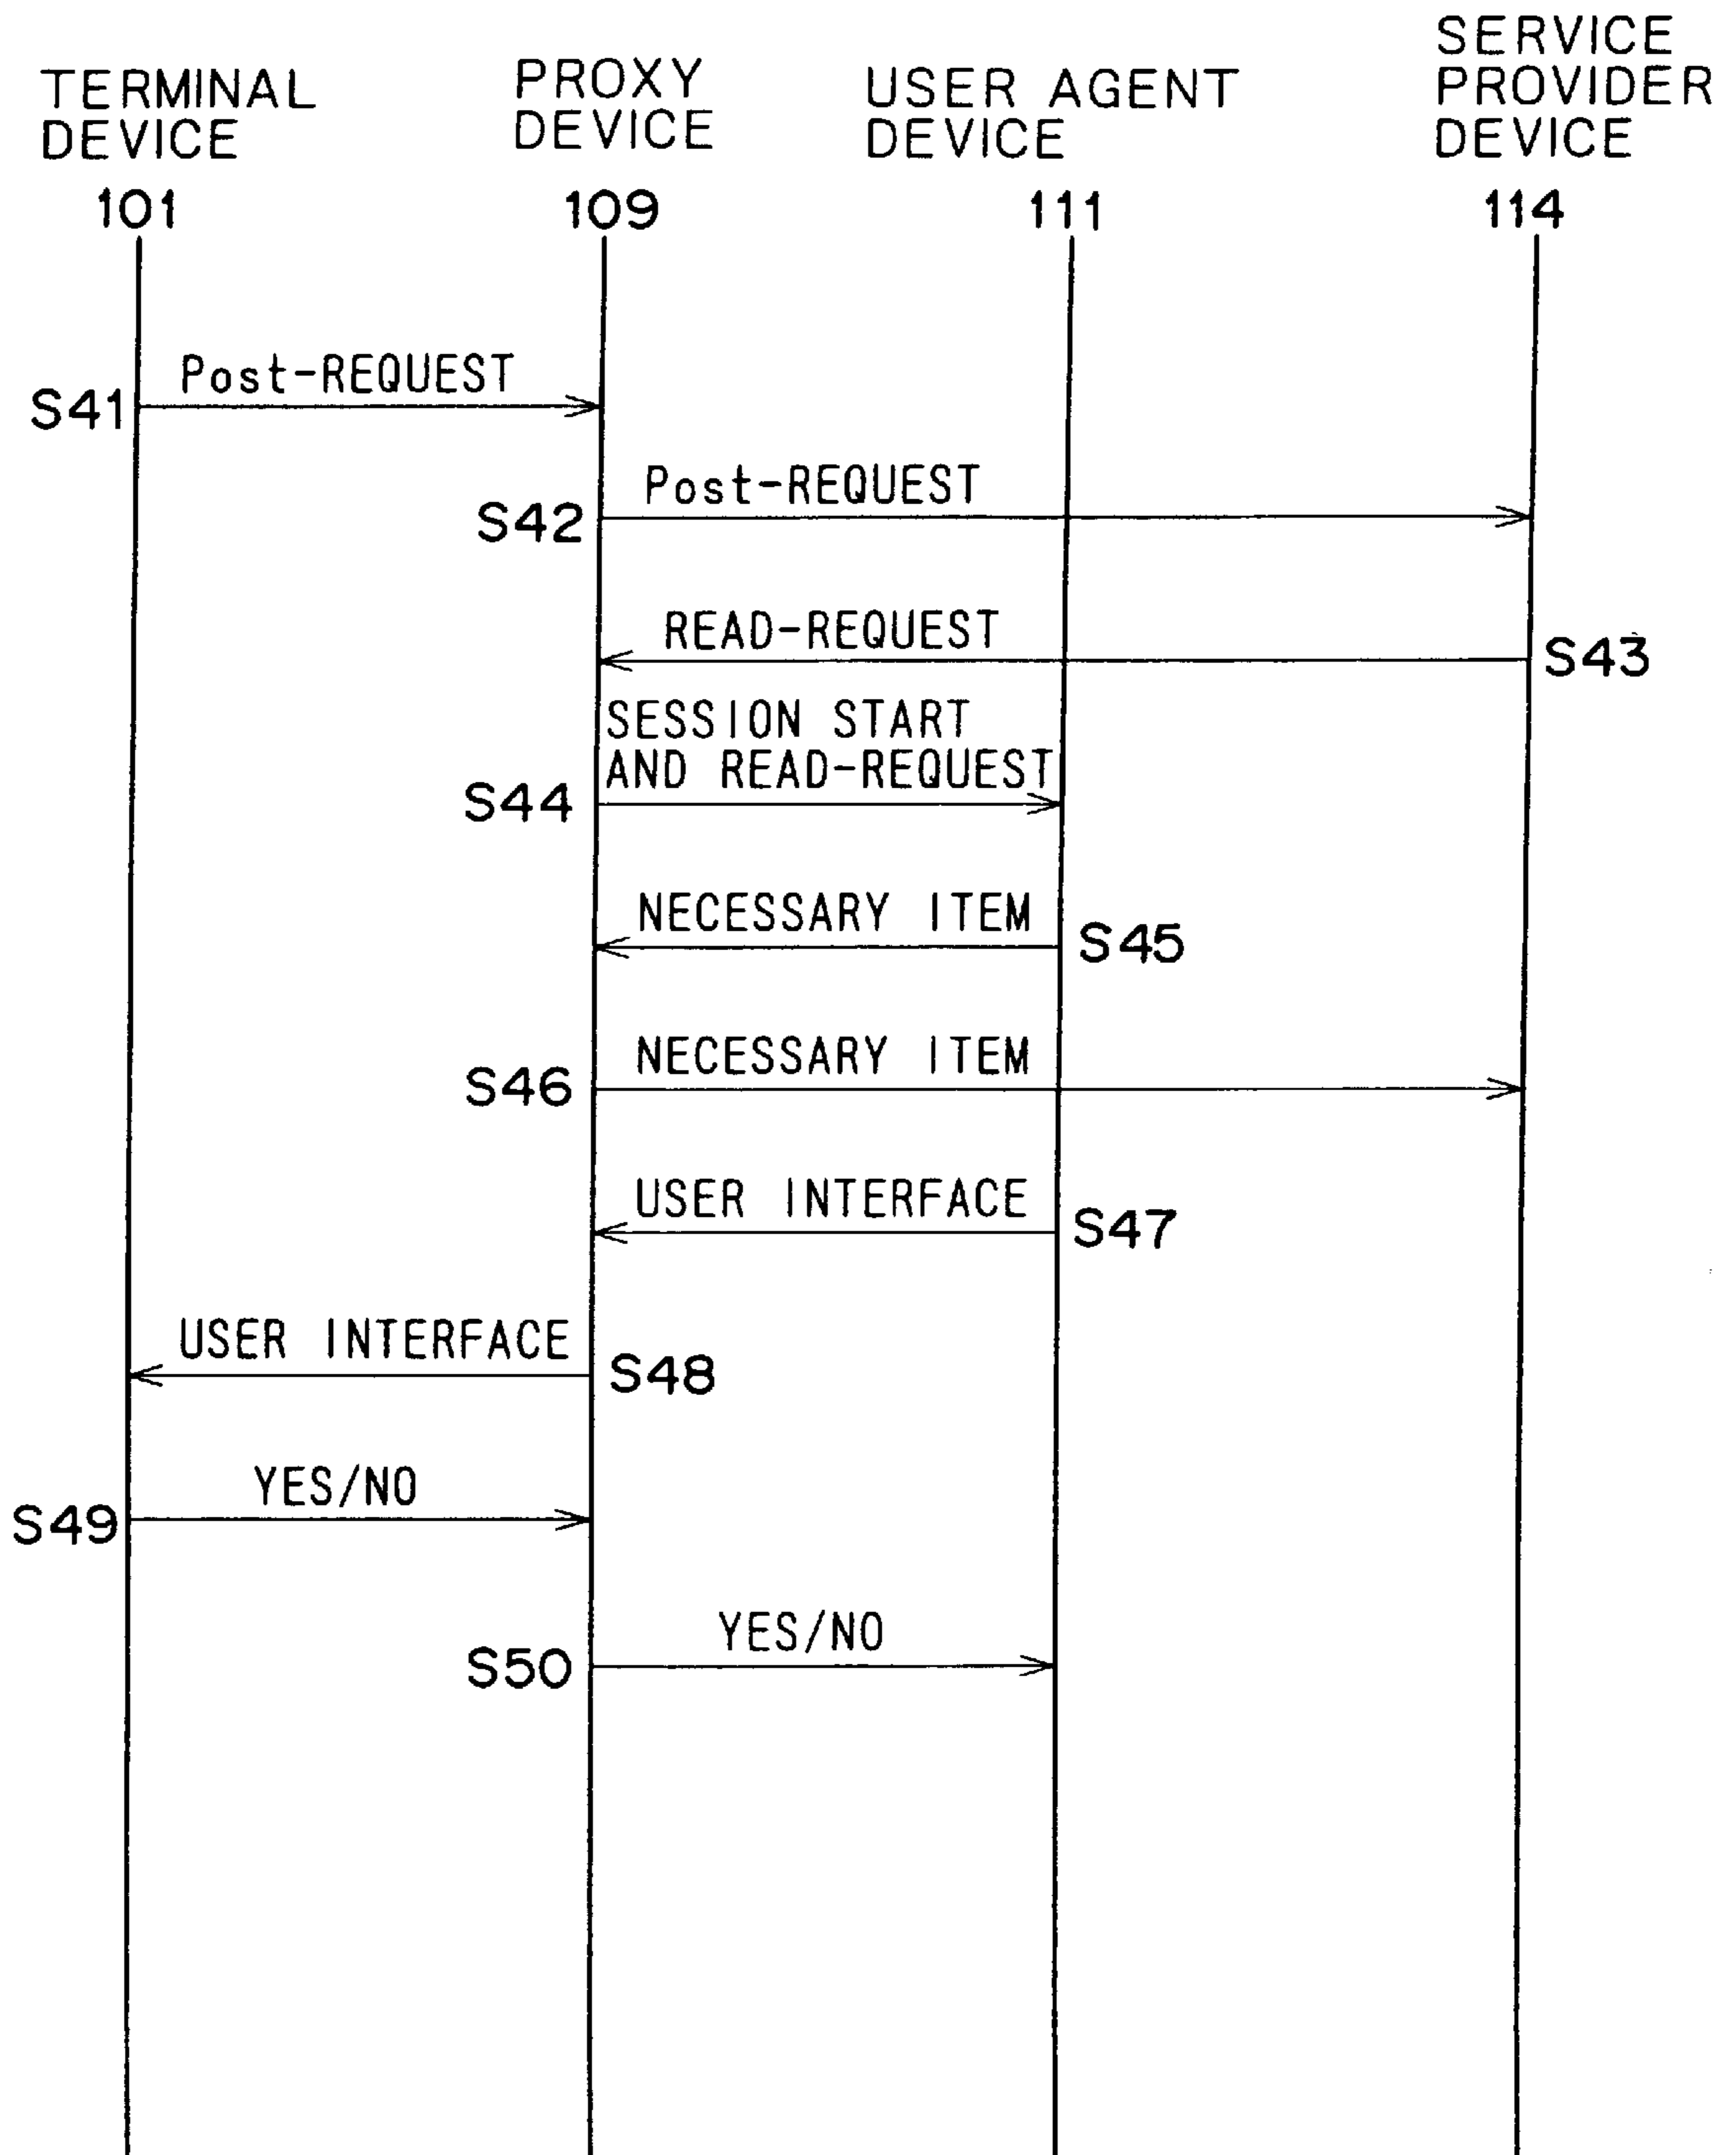 TERMINAL
DEVICE
101
PROXY
DEVICE
109
USER AGENT
DEVICE
111
SERVICE
PROVIDER
DEVICE
114
S41
Post-REQUEST
S42
Post-REQUEST
READ-REQUEST
S43
SESSION START
AND READ-REQUEST
S44
NECESSARY ITEM
S45
NECESSARY ITEM
S46
USER INTERFACE
S47
USER INTERFACE
S48
YES/NO
S49
YES/NO
S50